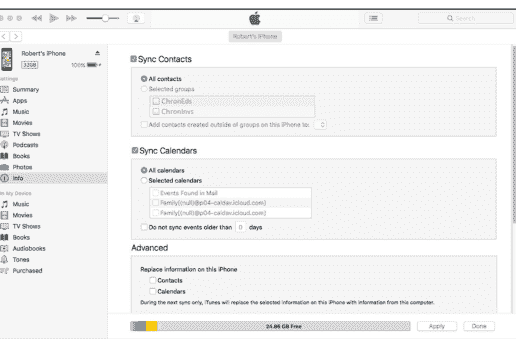 Search
Robert's iPhone
Robert's iPhone
32GB 100%
Settings
Summary
Apps
Music
Movies
TV Shows
Podcasts
Books
Photos
Info
On My Device
Music
Movies
TV Shows
Books
Audiobooks
Tones
Purchased
Sync Contacts
All contacts
Selected groups
ChronEds
Add contacts created outside of groups on this iPhone to:
Sync Calendars
All calendars
Selected calendars
Events Found in Mail
Family((null)@p04-caldav.icloud.com)
Family((null)@p04-caldav.icloud.com)
Do not sync events older than 0 days
Advanced
Replace information on this iPhone
Contacts
Calendars
During the next sync only, iTunes will replace the selected information on this iPhone with information from this computer.
24.86 GB Free
Apply
Done